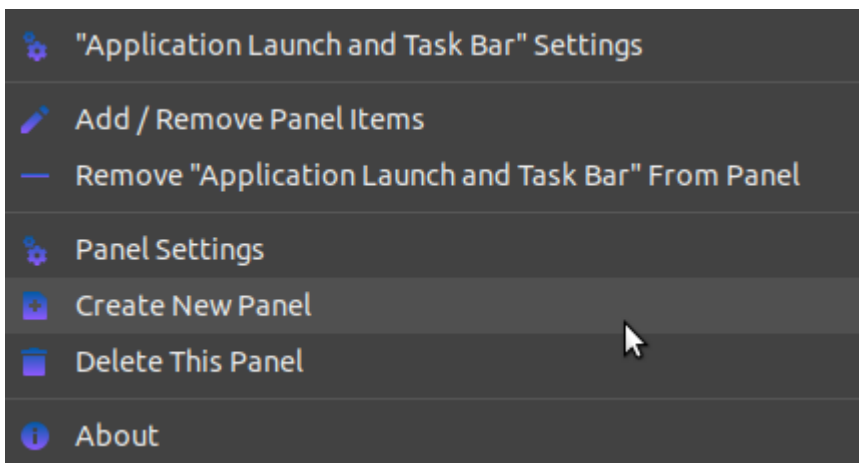 "Application Launch and Task Bar" Settings
Add / Remove Panel Items
Remove "Application Launch and Task Bar" From Panel
Panel Settings
Create New Panel
Delete This Panel
About